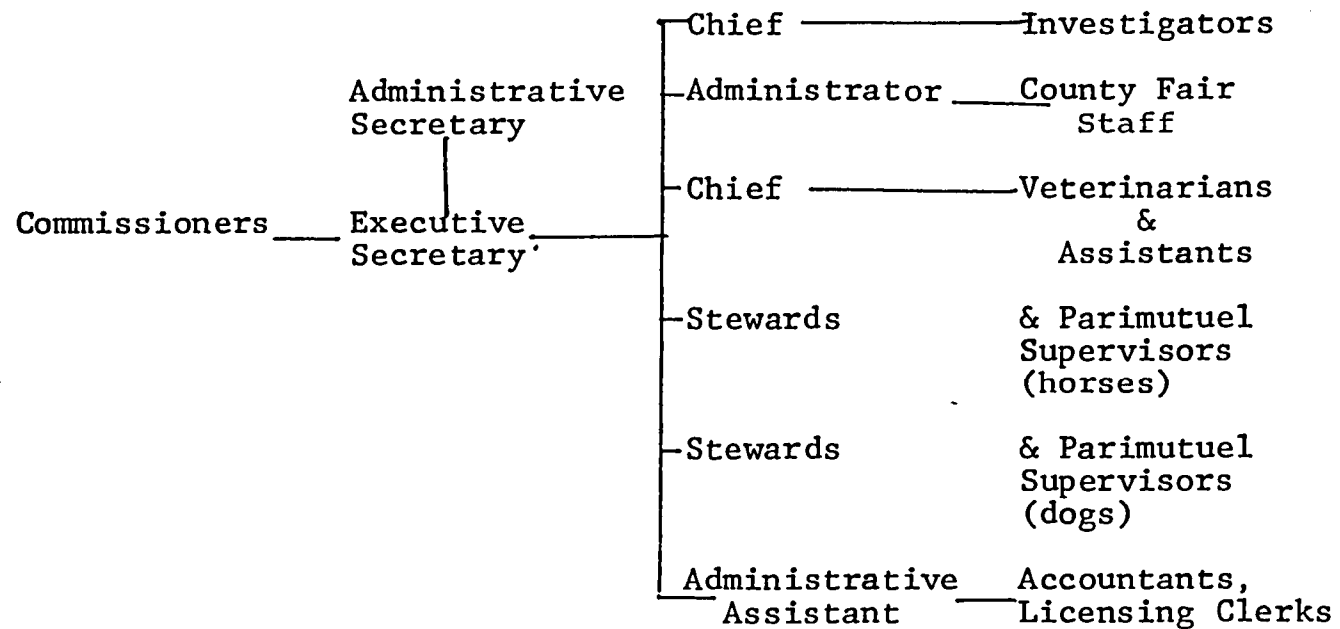 Chief Investigators
Administrative
Secretary
Administrator County Fair
Staff
Chief Veterinarians
&
Assistants
Commissioners Executive
Secretary
Stewards & Parimutuel
Supervisors
(horses)
Stewards & Parimutuel
Supervisors
(dogs)
Administrative
Assistant
Accountants,
Licensing Clerks